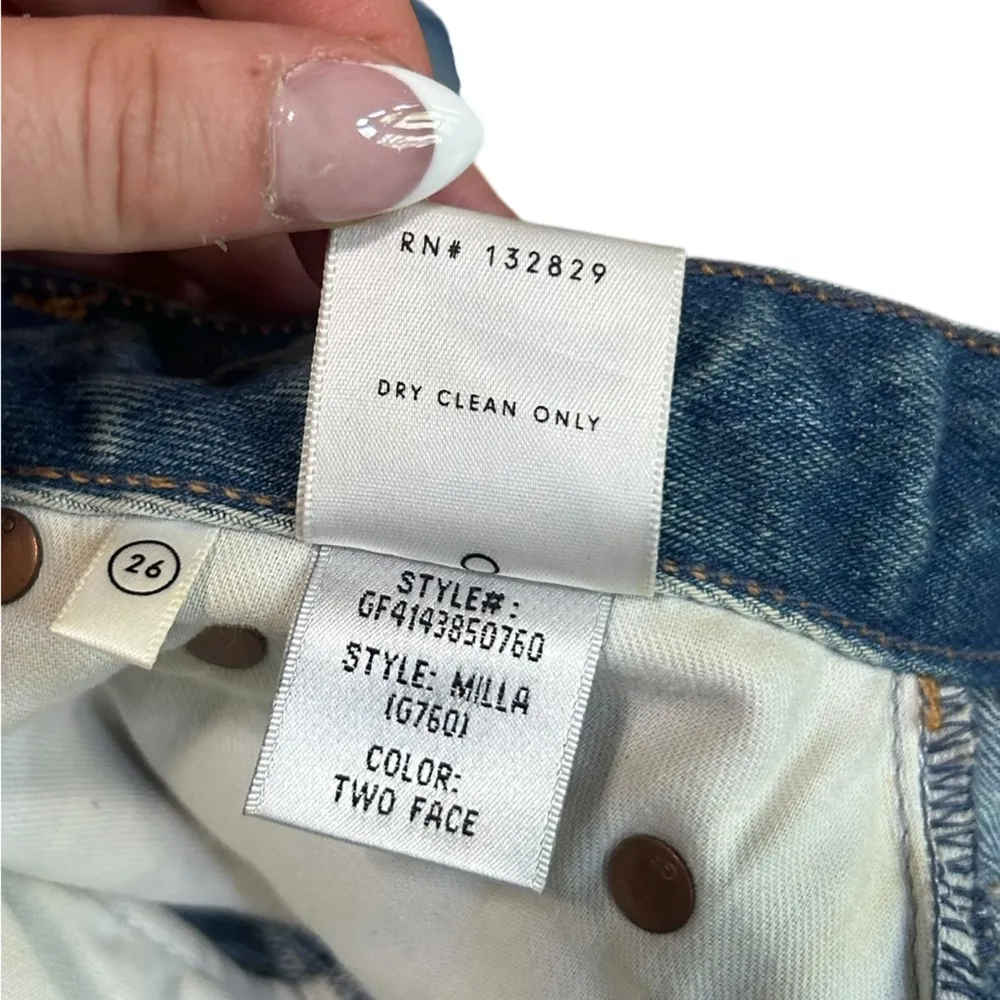 RN# 132829
DRY CLEAN ONLY
26
STYLE#:
GF4143850760
STYLE: MILLA
(G760)
COLOR:
TWO FACE